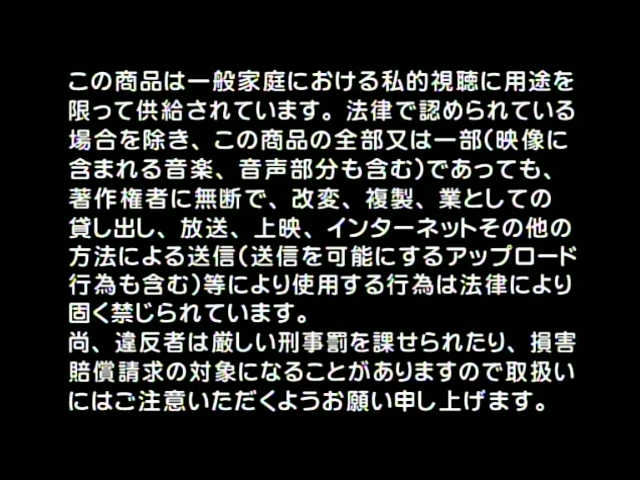 この商品は一般家庭における私的視聴に用途を
限って供給されています。法律で認められている
場合を除き、この商品の全部又は一部(映像に
含まれる音楽、音声部分も含む)であっても、
著作権者に無断で、改変、複製、業としての
貸し出し、放送、上映、インターネットその他の
方法による送信(送信を可能にするアップロード
行為も含む)等により使用する行為は法律により
固く禁じられています。
尚、違反者は厳しい刑事罰を課せられたり、損害
賠償請求の対象になることがありますので取扱い
にはご注意いただくようお願い申し上げます。